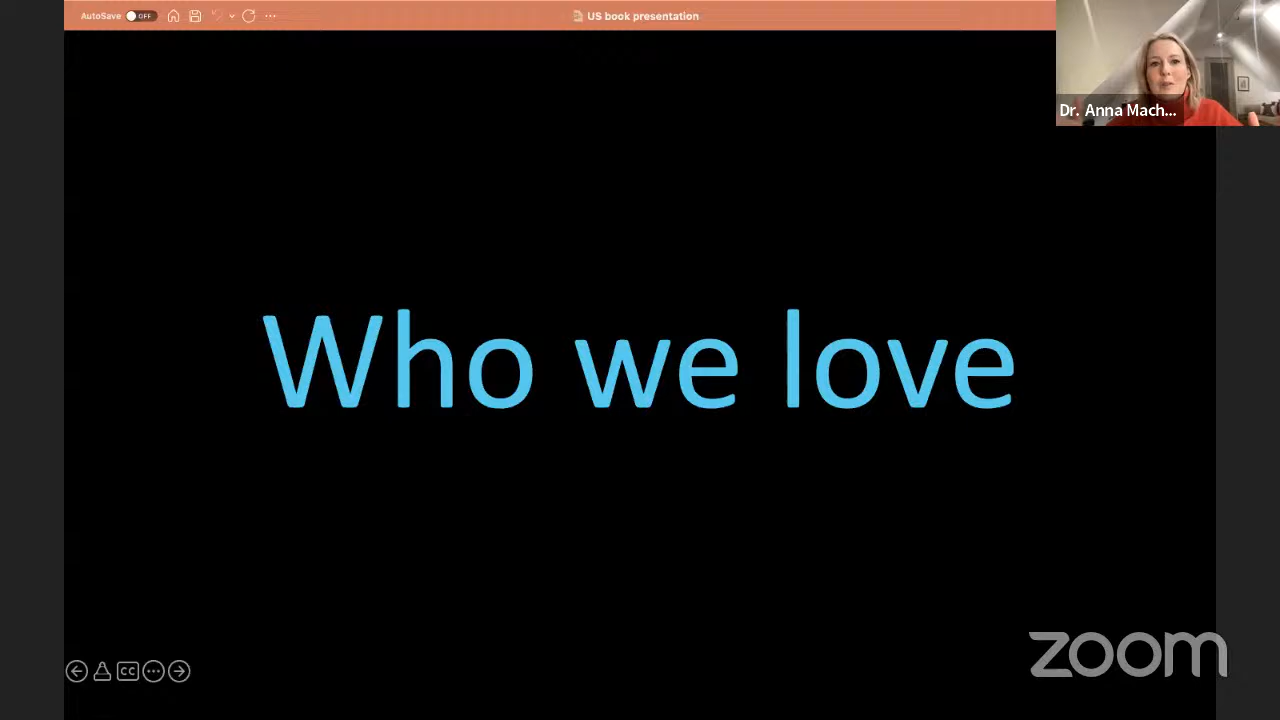 AutoSave OFF
US book presentation
Dr. Anna Mach...
Who we love
CC
zoom